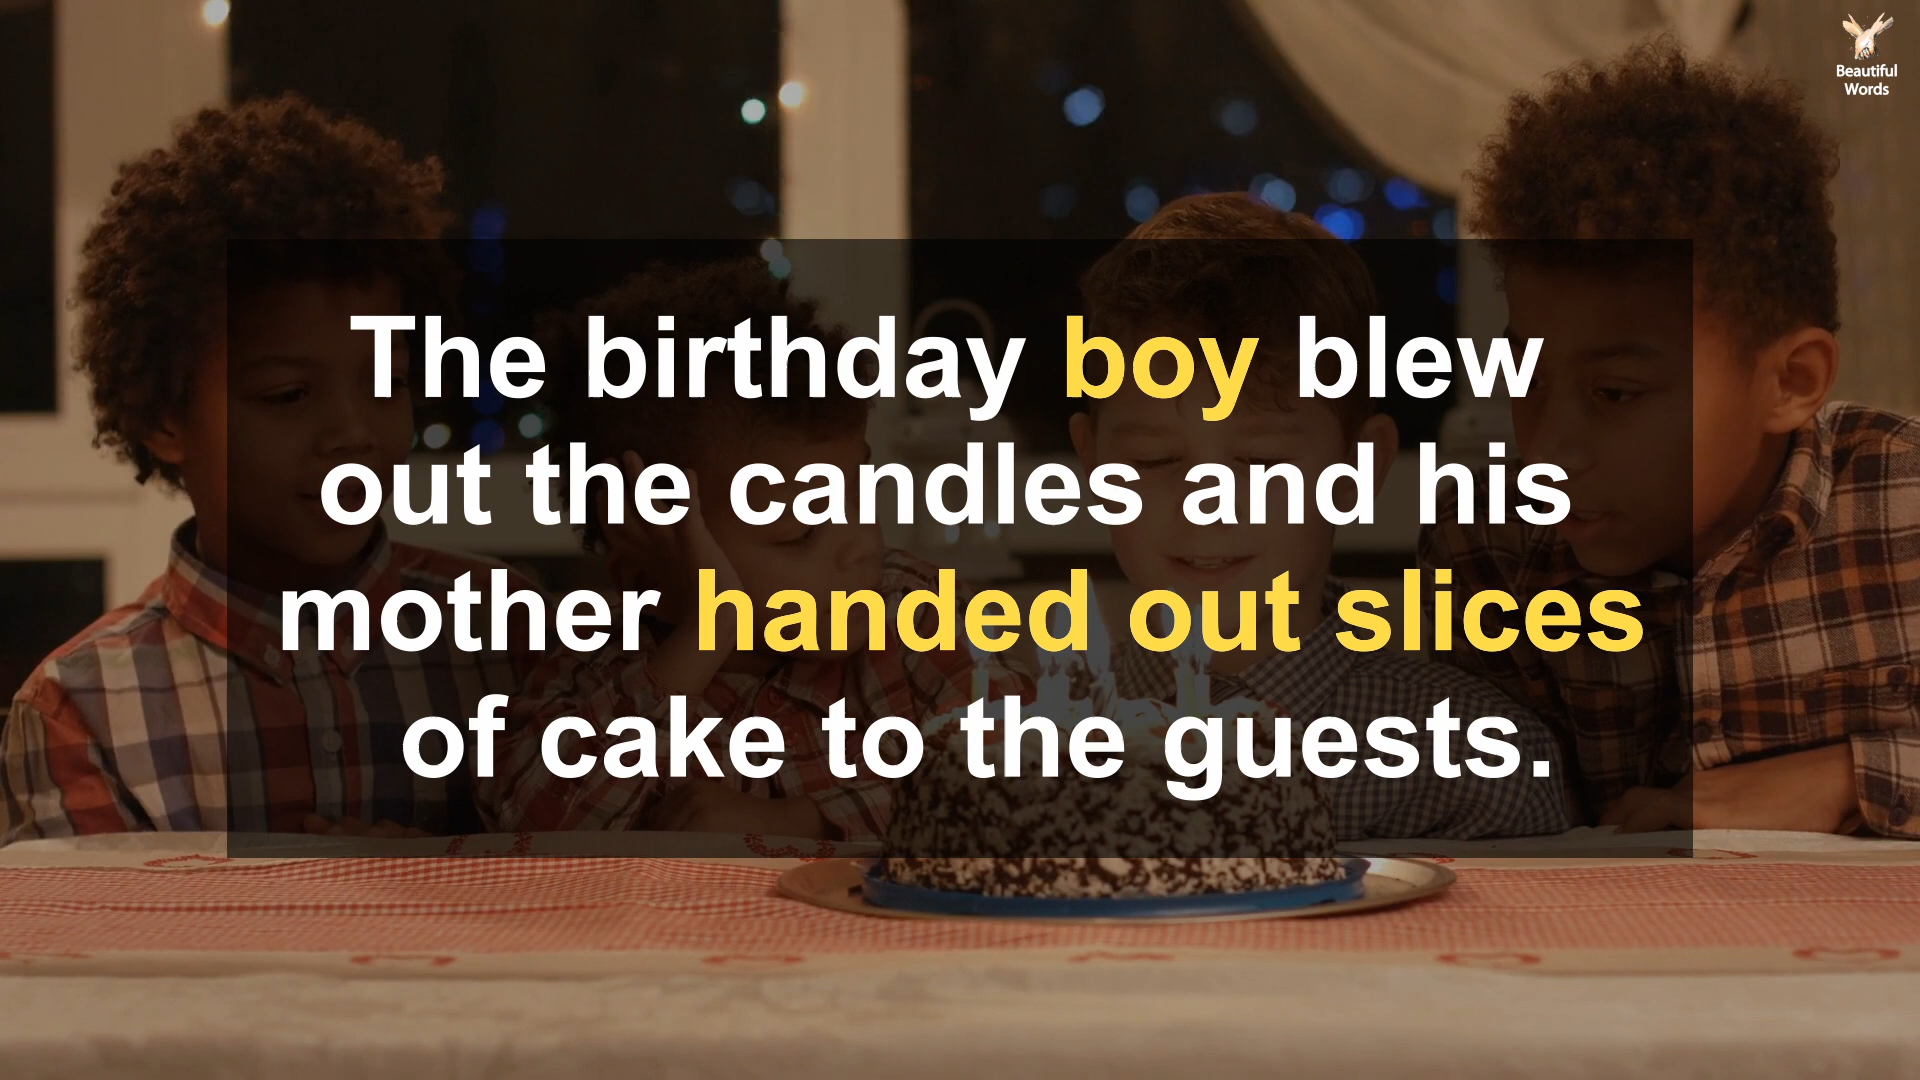 Beautiful
Words
The birthday boy blew
out the candles and his
mother handed out slices
of cake to the guests.